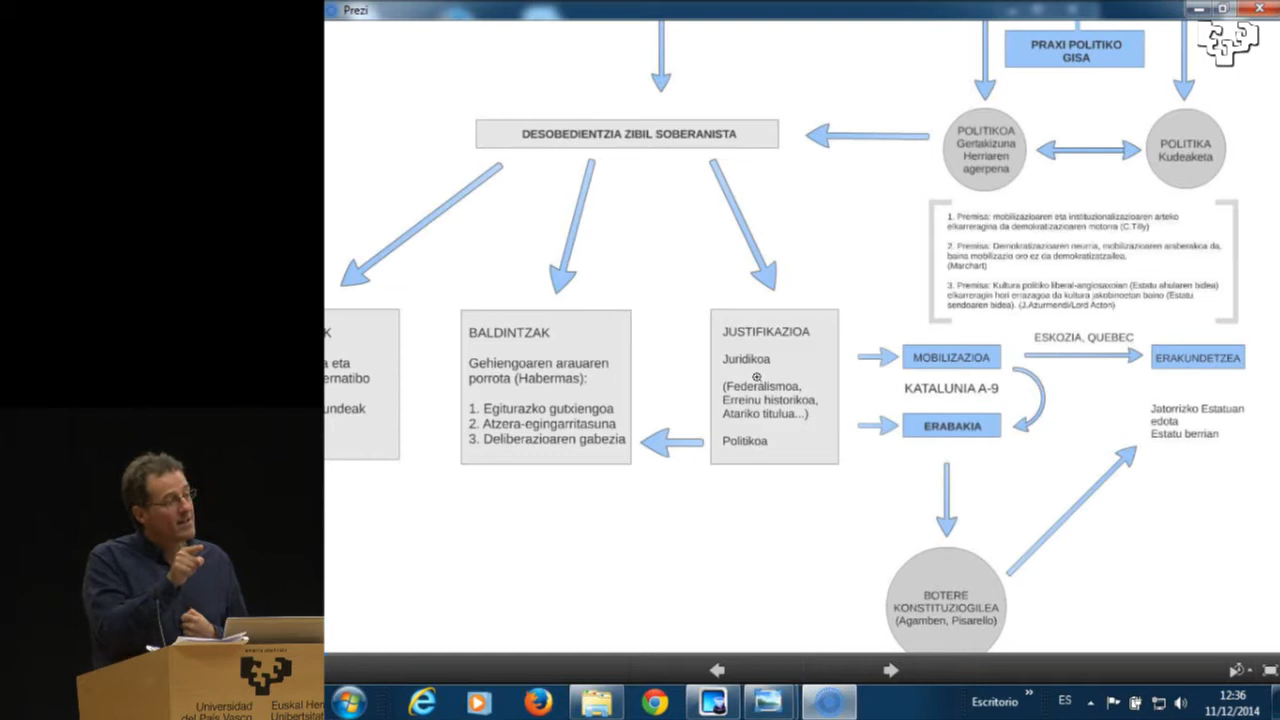 Prezi
PRAXI POLITIKO
GISA
DESOBEDIENTZIA ZIBIL SOBERANISTA
POLITIKOA
Gertakizuna
Herriaren
agerpena
POLITIKA
Kudeaketa
1. Premisa: mobilizazioaren eta instituzionalizazioaren arteko
elkarreragina da demokratizazioaren motorra (C.Tilly)
2. Premisa: Demokratizazioaren neurria, mobilizazioaren araberakoa da,
baina mobilizazio oro ez da demokratizatzailea.
(Marchart)
3. Premisa: Kultura politiko liberal-anglosaxoian (Estatu ahularen bidea)
elkarreragin hori errazagoa da kultura jakobinoetan baino (Estatu
sendoaren bidea). (J.Azurmendi/Lord Acton)
K
a eta
ernatibo
undeak
BALDINTZAK
Gehiengoaren arauaren
porrota (Habermas):
1. Egiturazko gutxiengoa
2. Atzera-egingarritasuna
3. Deliberazioaren gabezia
JUSTIFIKAZIOA
Juridikoa
(Federalismoa,
Erreinu historikoa,
Atariko titulua...)
Politikoa
MOBILIZAZIOA
ESKOZIA, QUEBEC
ERAKUNDETZEA
KATALUNIA A-9
ERABAKIA
Jatorrizko Estatuan
edota
Estatu berrian
BOTERE
KONSTITUZIOGILEA
(Agamben, Pisarello)
Universidad
del País Vasco
Euskal Herriko
Unibertsitatea
Escritorio
ES
12:36
11/12/2014